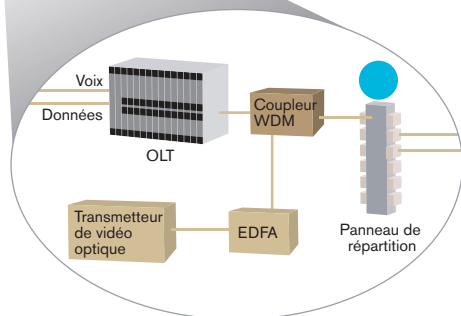 Voix
Données
OLT
Coupleur
WDM
Transmetteur
de vidéo
optique
EDFA
Panneau de
répartition